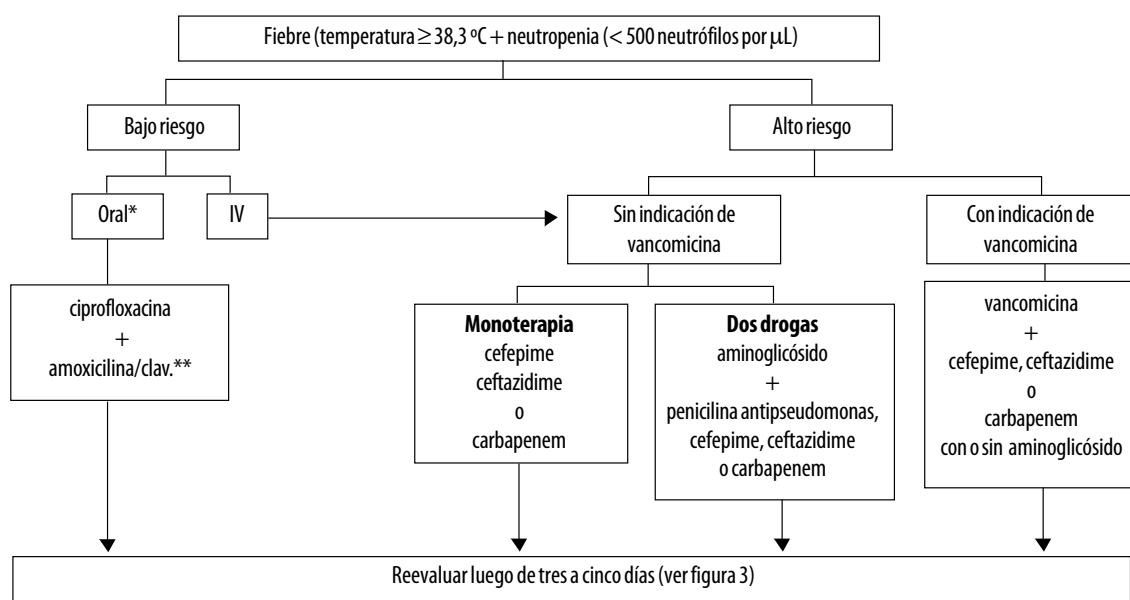 Fiebre (temperatura ≥ 38,3 ºC + neutropenia (< 500 neutrófilos por μL)
Bajo riesgo
Alto riesgo
Oral*
IV
Sin indicación de
vancomicina
Con indicación de
vancomicina
ciprofloxacina
+
amoxicilina/clav.**
Monoterapia
cefepime
ceftazidime
o
carbapenem
Dos drogas
aminoglicósido
+
penicilina antipseudomonas,
cefepime, ceftazidime
o carbapenem
vancomicina
+
cefepime, ceftazidime
o
carbapenem
con o sin aminoglicósido
Reevaluar luego de tres a cinco días (ver figura 3)